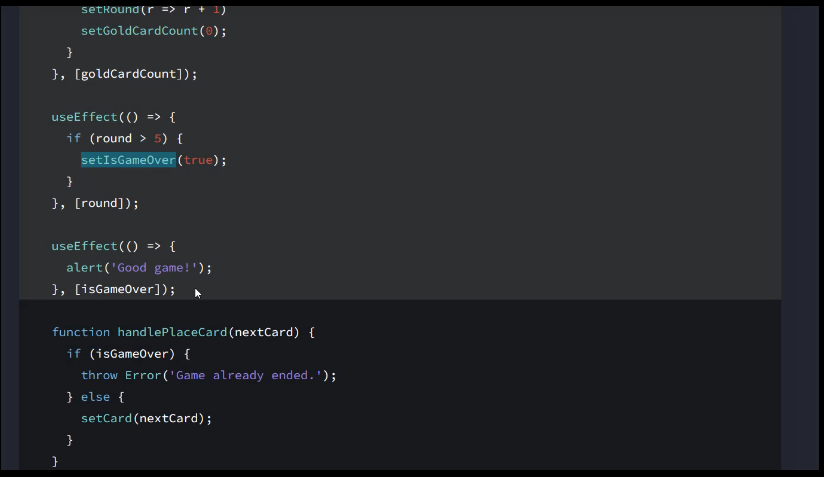 setRound(r => r + 1)
setGoldCardCount(0);
}
}, [goldCardCount]);
useEffect(() => {
if (round > 5) {
setIsGameOver(true);
}
}, [round]);
useEffect(() => {
alert('Good game!');
}, [isGameOver]);
function handlePlaceCard(nextCard) {
if (isGameOver) {
throw Error('Game already ended.');
} else {
setCard(nextCard);
}
}